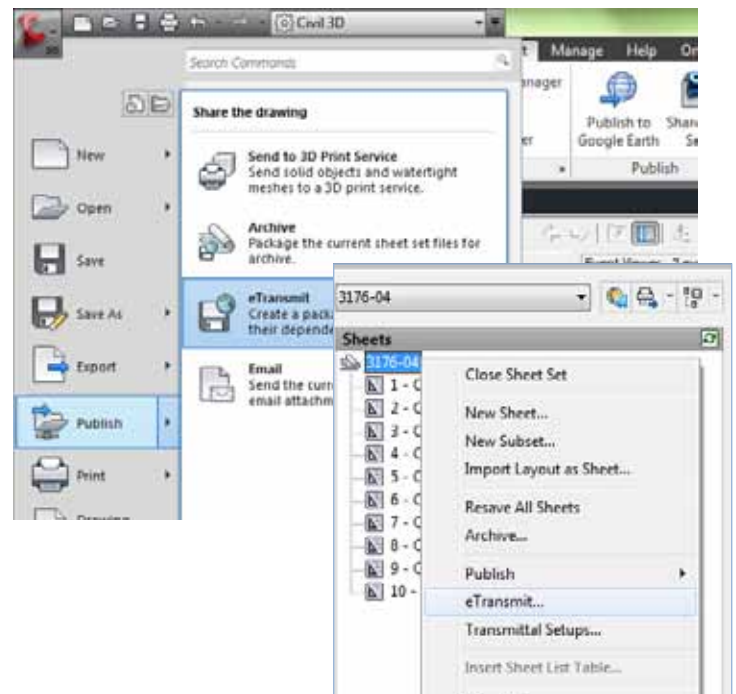 Civil 3D
Search Commands
Manage Help
Share the drawing
Publish to
Google Earth
Publish
New
Open
Save
Save As
Export
Publish
Print
Send to 3D Print Service
Send solid objects and watertight
meshes to a 3D print service.
Archive
Package the current sheet set files for
archive.
eTransmit
Create a
their
Email
Send the
email
3176-04
Sheets
3176-04
1 - C
2 - C
3 - C
4 - C
5 - C
6 - C
7 - C
8 - C
9 - C
10 -
Close Sheet Set
New Sheet...
New Subset...
Import Layout as Sheet...
Resave All Sheets
Archive...
Publish
eTransmit...
Transmittal Setups...
Insert Sheet List Table...